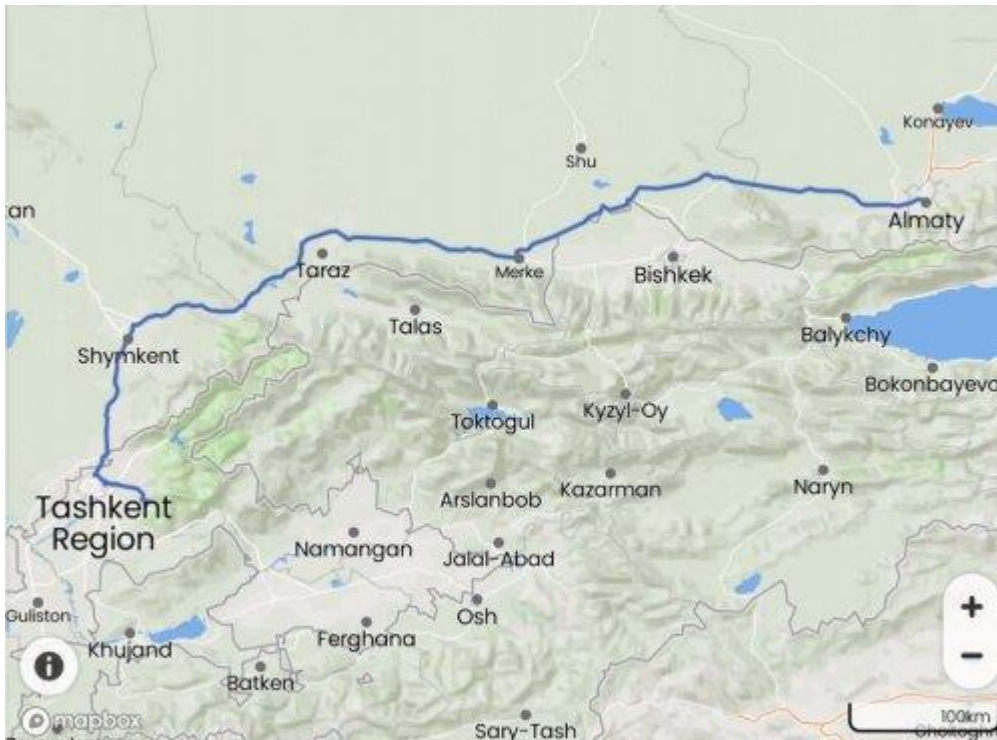 Konayev
Shu
an
Almaty
Taraz
Merke
Bishkek
Talas
Balykchy
Shymkent
Bokonbayevo
Kyzyl-Oy
Toktogul
Arslanbob
Kazarman
Naryn
Tashkent
Region
Namangan
Jalal-Abad
Guliston
Osh
Khujand
Ferghana
Batken
+
−
i
mapbox
Sary-Tash
100km